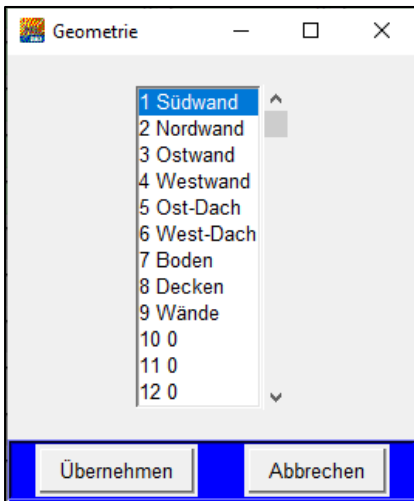 Geometrie
1 Südwand
2 Nordwand
3 Ostwand
4 Westwand
5 Ost-Dach
6 West-Dach
7 Boden
8 Decken
9 Wände
10 0
11 0
12 0
Übernehmen
Abbrechen